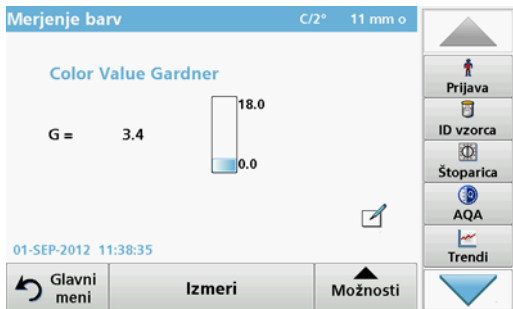 Merjenje barv C/2° 11 mm o
Color Value Gardner
18.0
G = 3.4
0.0
01-SEP-2012 11:38:35
Glavni
meni
Izmeri
Možnosti
Prijava
ID vzorca
Štoparica
AQA
Trendi